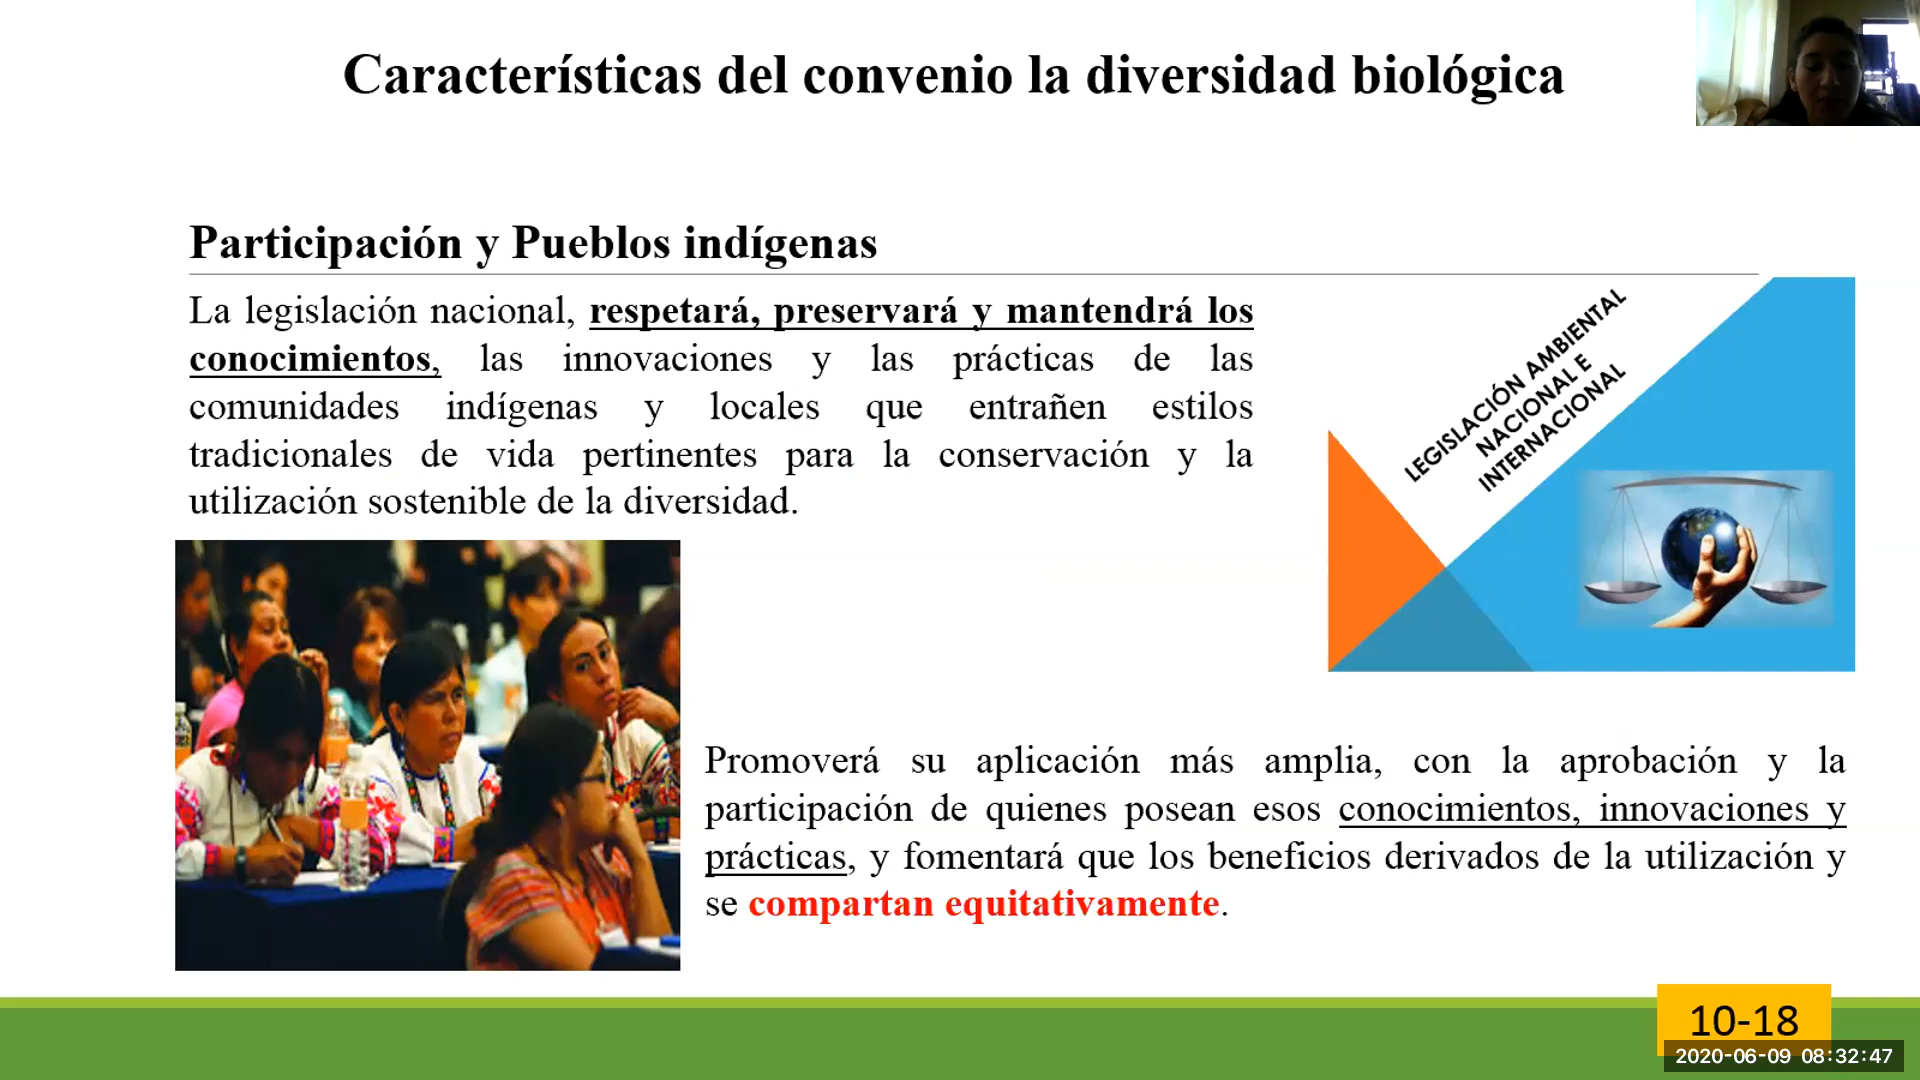 Características del convenio la diversidad biológica
Participación y Pueblos indígenas
La legislación nacional, respetará, preservará y mantendrá los
conocimientos, las innovaciones y las prácticas de las
comunidades indígenas y locales que entrañen estilos
tradicionales de vida pertinentes para la conservación y la
utilización sostenible de la diversidad.
LEGISLACIÓN AMBIENTAL
NACIONAL E
INTERNACIONAL
Promoverá su aplicación más amplia, con la aprobación y la
participación de quienes posean esos conocimientos, innovaciones y
prácticas, y fomentará que los beneficios derivados de la utilización y
se compartan equitativamente.
10-18
2020-06-09 08:32:47